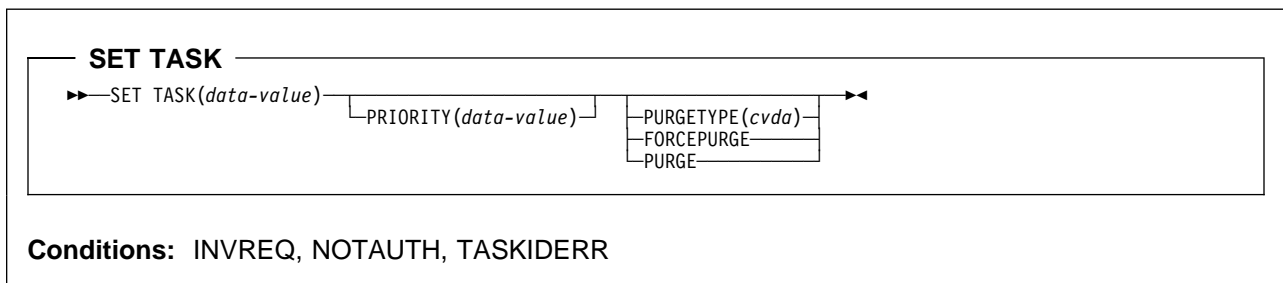 SET TASK
SET TASK(data-value)
PRIORITY(data-value)
PURGETYPE(cvda)
FORCEPURGE
PURGE
Conditions: INVREQ, NOTAUTH, TASKIDERR